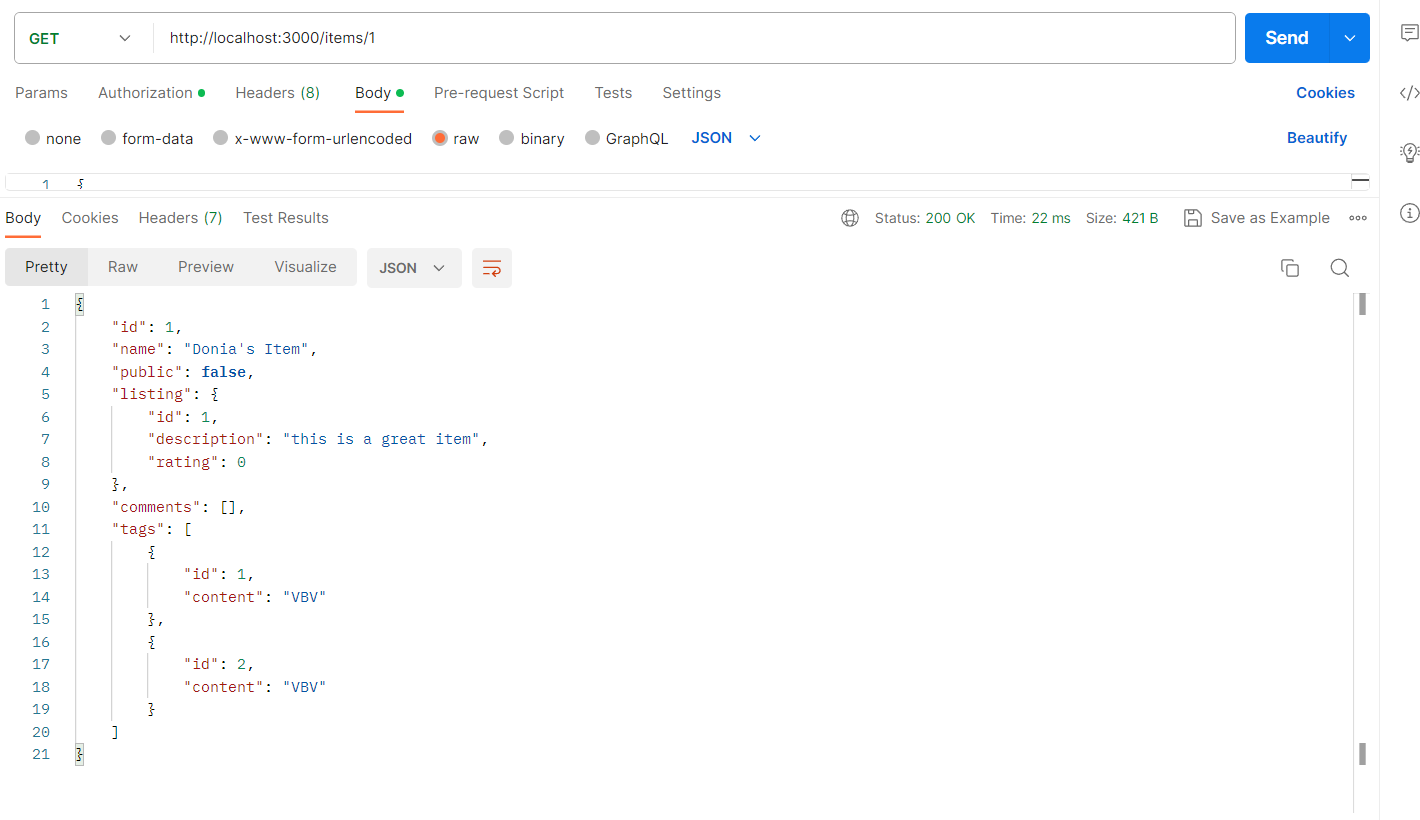 GET http://localhost:3000/items/1 Send
Params Authorization Headers (8) Body Pre-request Script Tests Settings Cookies
none form-data x-www-form-urlencoded raw binary GraphQL JSON Beautify
1 {
Body Cookies Headers (7) Test Results Status: 200 OK Time: 22 ms Size: 421 B Save as Example
Pretty Raw Preview Visualize JSON
1 {
2 "id": 1,
3 "name": "Donia's Item",
4 "public": false,
5 "listing": {
6 "id": 1,
7 "description": "this is a great item",
8 "rating": 0
9 },
10 "comments": [],
11 "tags": [
12 {
13 "id": 1,
14 "content": "VBV"
15 },
16 {
17 "id": 2,
18 "content": "VBV"
19 }
20 ]
21 }